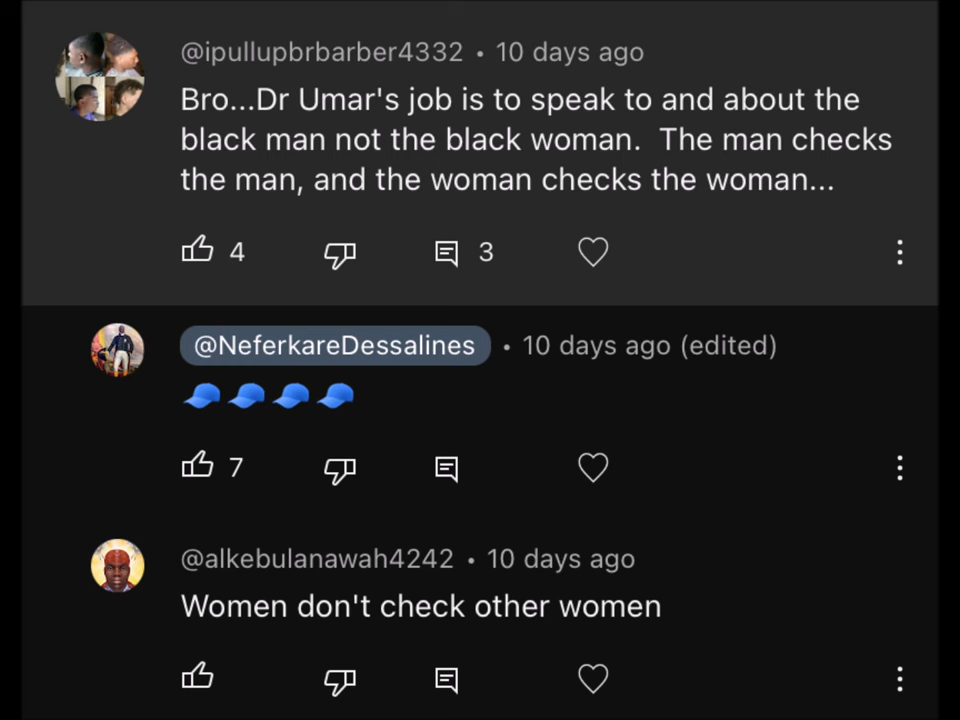 @ipullupbrbarber4332 • 10 days ago
Bro...Dr Umar's job is to speak to and about the
black man not the black woman.  The man checks
the man, and the woman checks the woman...
4
3
@NeferkareDessalines • 10 days ago (edited)
🧢🧢🧢🧢
7
@alkebulanawah4242 • 10 days ago
Women don't check other women